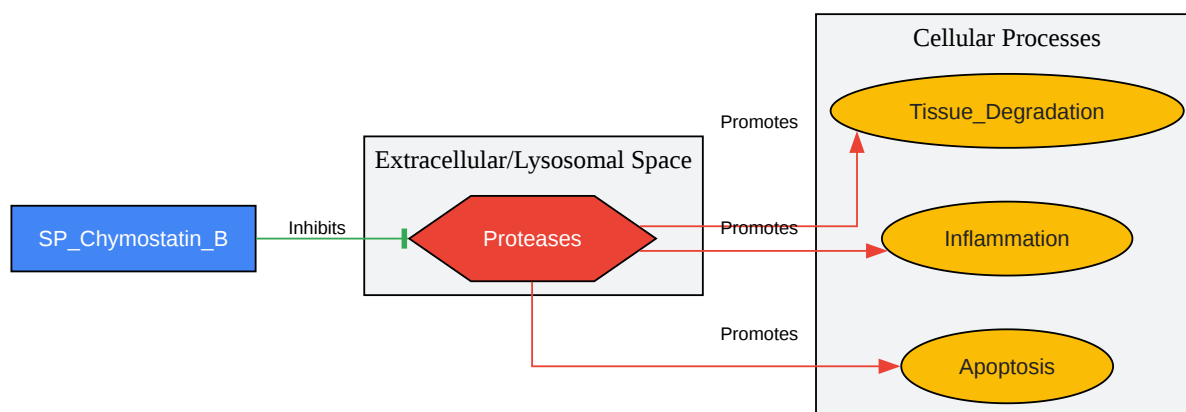 Cellular Processes
Tissue_Degradation
Promotes
Extracellular/Lysosomal Space
SP_Chymostatin_B
Inhibits
Proteases
Promotes
Inflammation
Promotes
Apoptosis